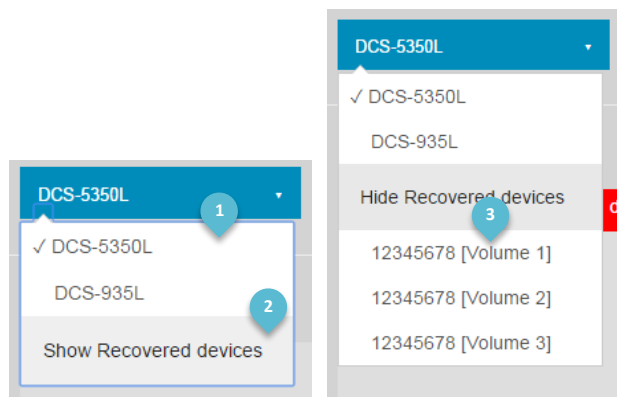 DCS-5350L
1
✓ DCS-5350L
DCS-935L
2
Show Recovered devices
DCS-5350L
✓ DCS-5350L
DCS-935L
Hide Recovered devices
3
12345678 [Volume 1]
12345678 [Volume 2]
12345678 [Volume 3]